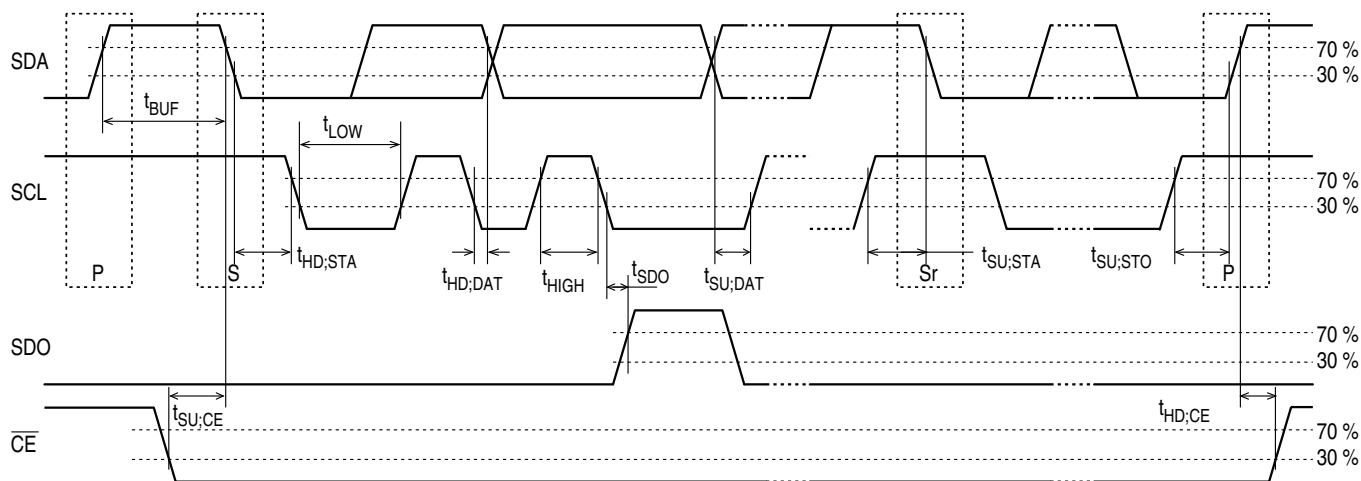 SDA
70 %
30 %
tBUF
tLOW
SCL
70 %
30 %
tHD;STA
tHD;DAT
tHIGH
tSDO
tSU;DAT
tSU;STA
tSU;STO
P
S
Sr
P
SDO
70 %
30 %
tSU;CE
tHD;CE
CE
70 %
30 %